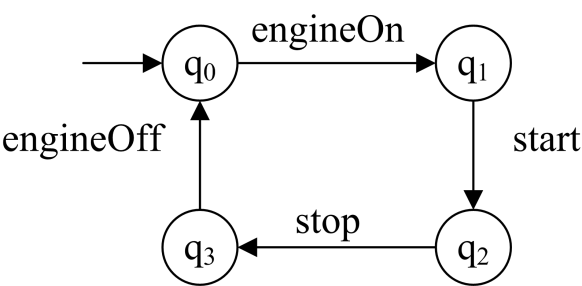 engineOn
q0 q1
engineOff start
stop
q3 q2